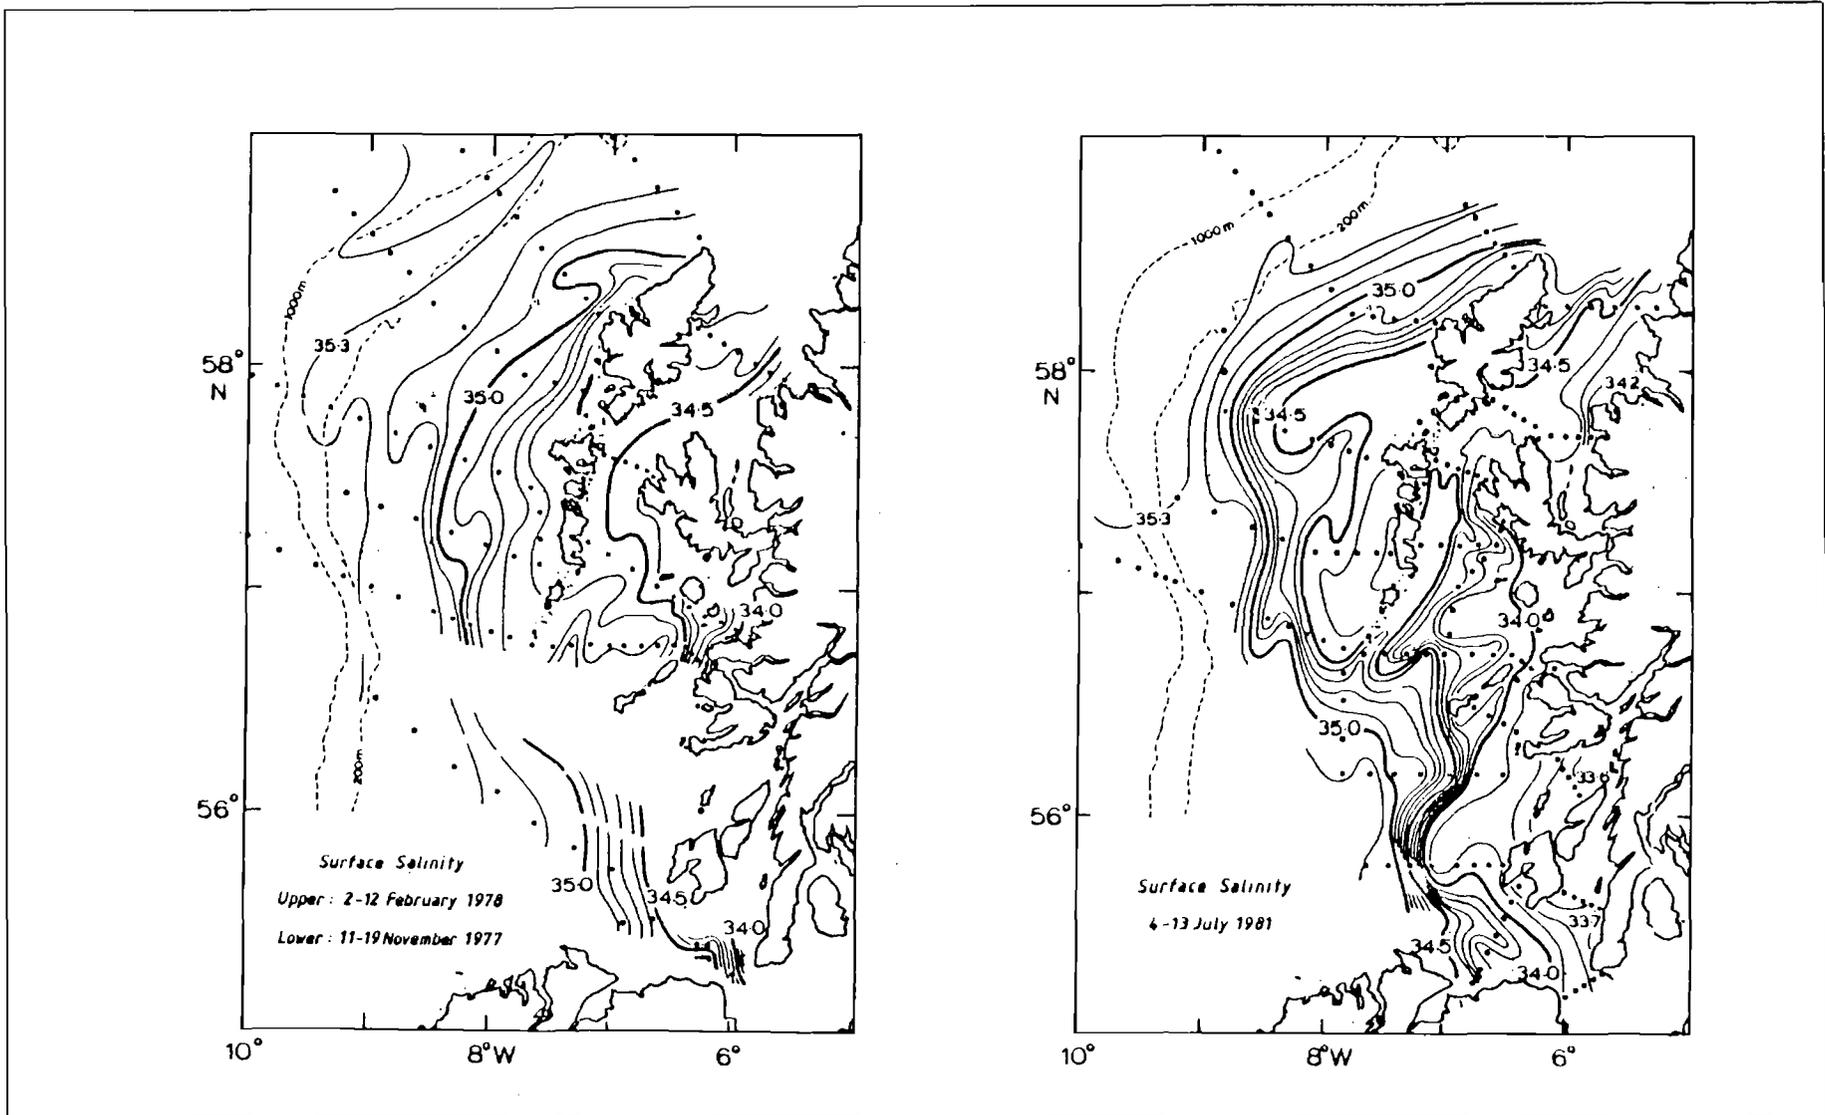 1000m
35·3
58°
N
35·0
34·5
34·0
200m
56°
Surface Salinity
35·0
34·5
Upper : 2-12 February 1978
34·0
Lower : 11-19 November 1977
10°
8°W
6°
1000m
200m
35·0
58°
34·5
34·2
N
34·5
35·3
34·0
35·0
33·8
56°
Surface Salinity
4-13 July 1981
33·7
34·5
34·0
10°
8°W
6°